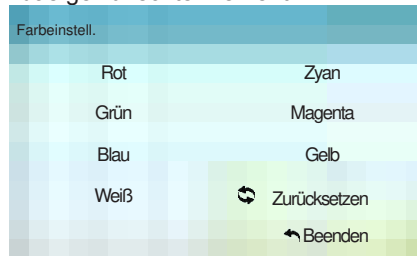 Farbeinstell.
Rot Zyan
Grün Magenta
Blau Gelb
Weiß Zurücksetzen
Beenden